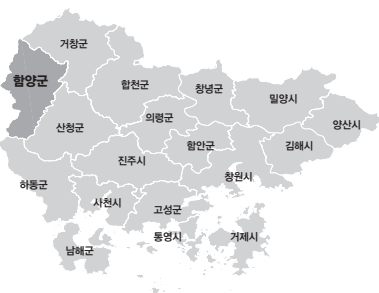 거창군
함양군
합천군
창녕군
밀양시
의령군
양산시
산청군
함안군
김해시
진주시
창원시
하동군
사천시
고성군
통영시
거제시
남해군